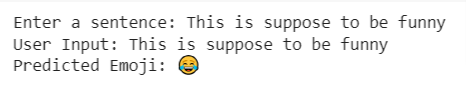 Enter a sentence: This is suppose to be funny
User Input: This is suppose to be funny
Predicted Emoji: 😂